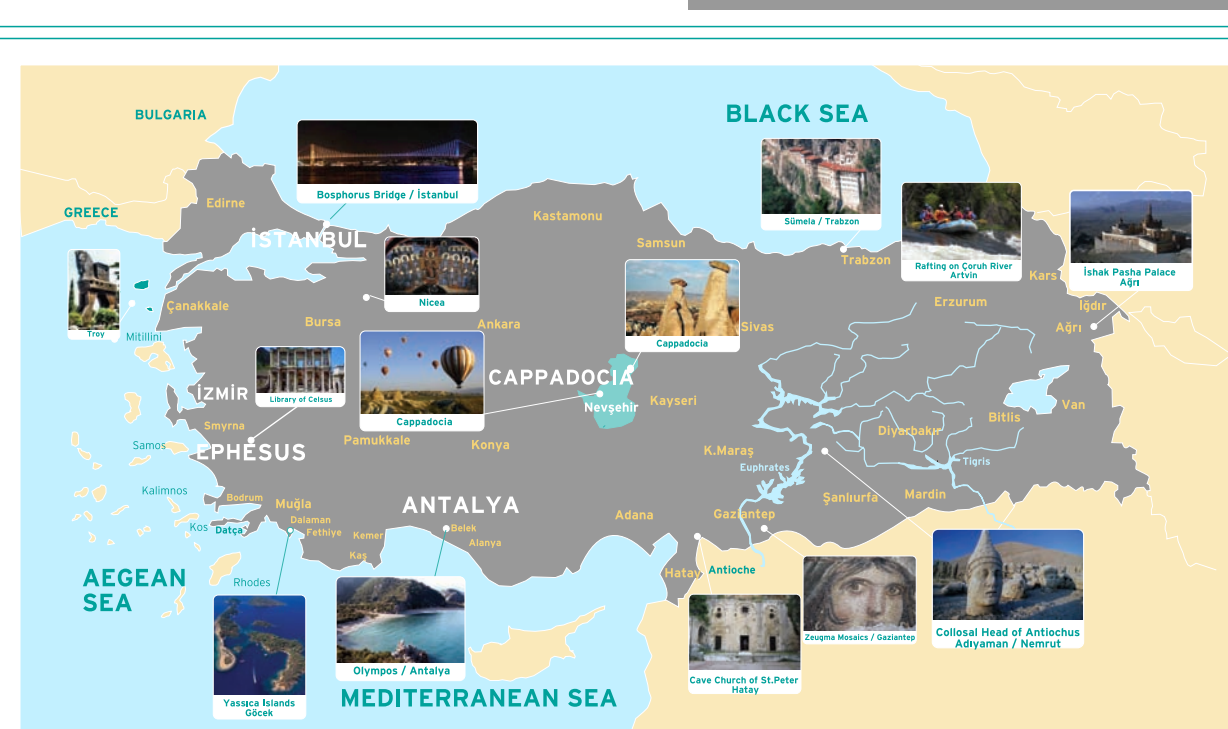 BULGARIA
BLACK SEA
GREECE
Edirne
Bosphorus Bridge / İstanbul
Kastamonu
Sümela / Trabzon
İSTANBUL
Samsun
Trabzon
Rafting on Çoruh River
Artvin
Kars
İshak Pasha Palace
Ağrı
Çanakkale
Nicea
Erzurum
Iğdır
Troy
Mitillini
Bursa
Ankara
Cappadocia
Sivas
Ağrı
İZMİR
Library of Celsus
CAPPADOCIA
Nevşehir
Kayseri
Van
Bitlis
Smyrna
Cappadocia
Diyarbakır
Samos
EPHESUS
Pamukkale
Konya
K.Maraş
Euphrates
Tigris
Kalimnos
Bodrum
Muğla
ANTALYA
Şanlıurfa
Mardin
Kos
Datça
Dalaman
Fethiye
Kemer
Belek
Adana
Gaziantep
Kaş
Alanya
AEGEAN
SEA
Rhodes
Hatay
Antioche
Zeugma Mosaics / Gaziantep
Collosal Head of Antiochus
Adıyaman / Nemrut
Olympos / Antalya
Cave Church of St.Peter
Hatay
Yassıca Islands
Göcek
MEDITERRANEAN SEA